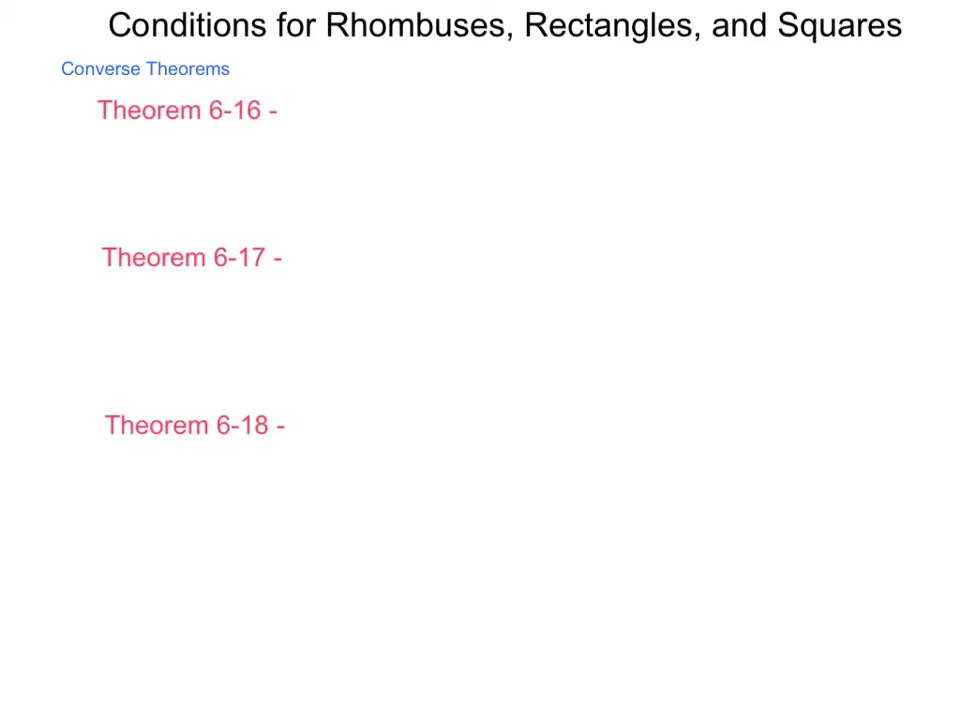 Conditions for Rhombuses, Rectangles, and Squares
Converse Theorems
Theorem 6-16 -
Theorem 6-17 -
Theorem 6-18 -